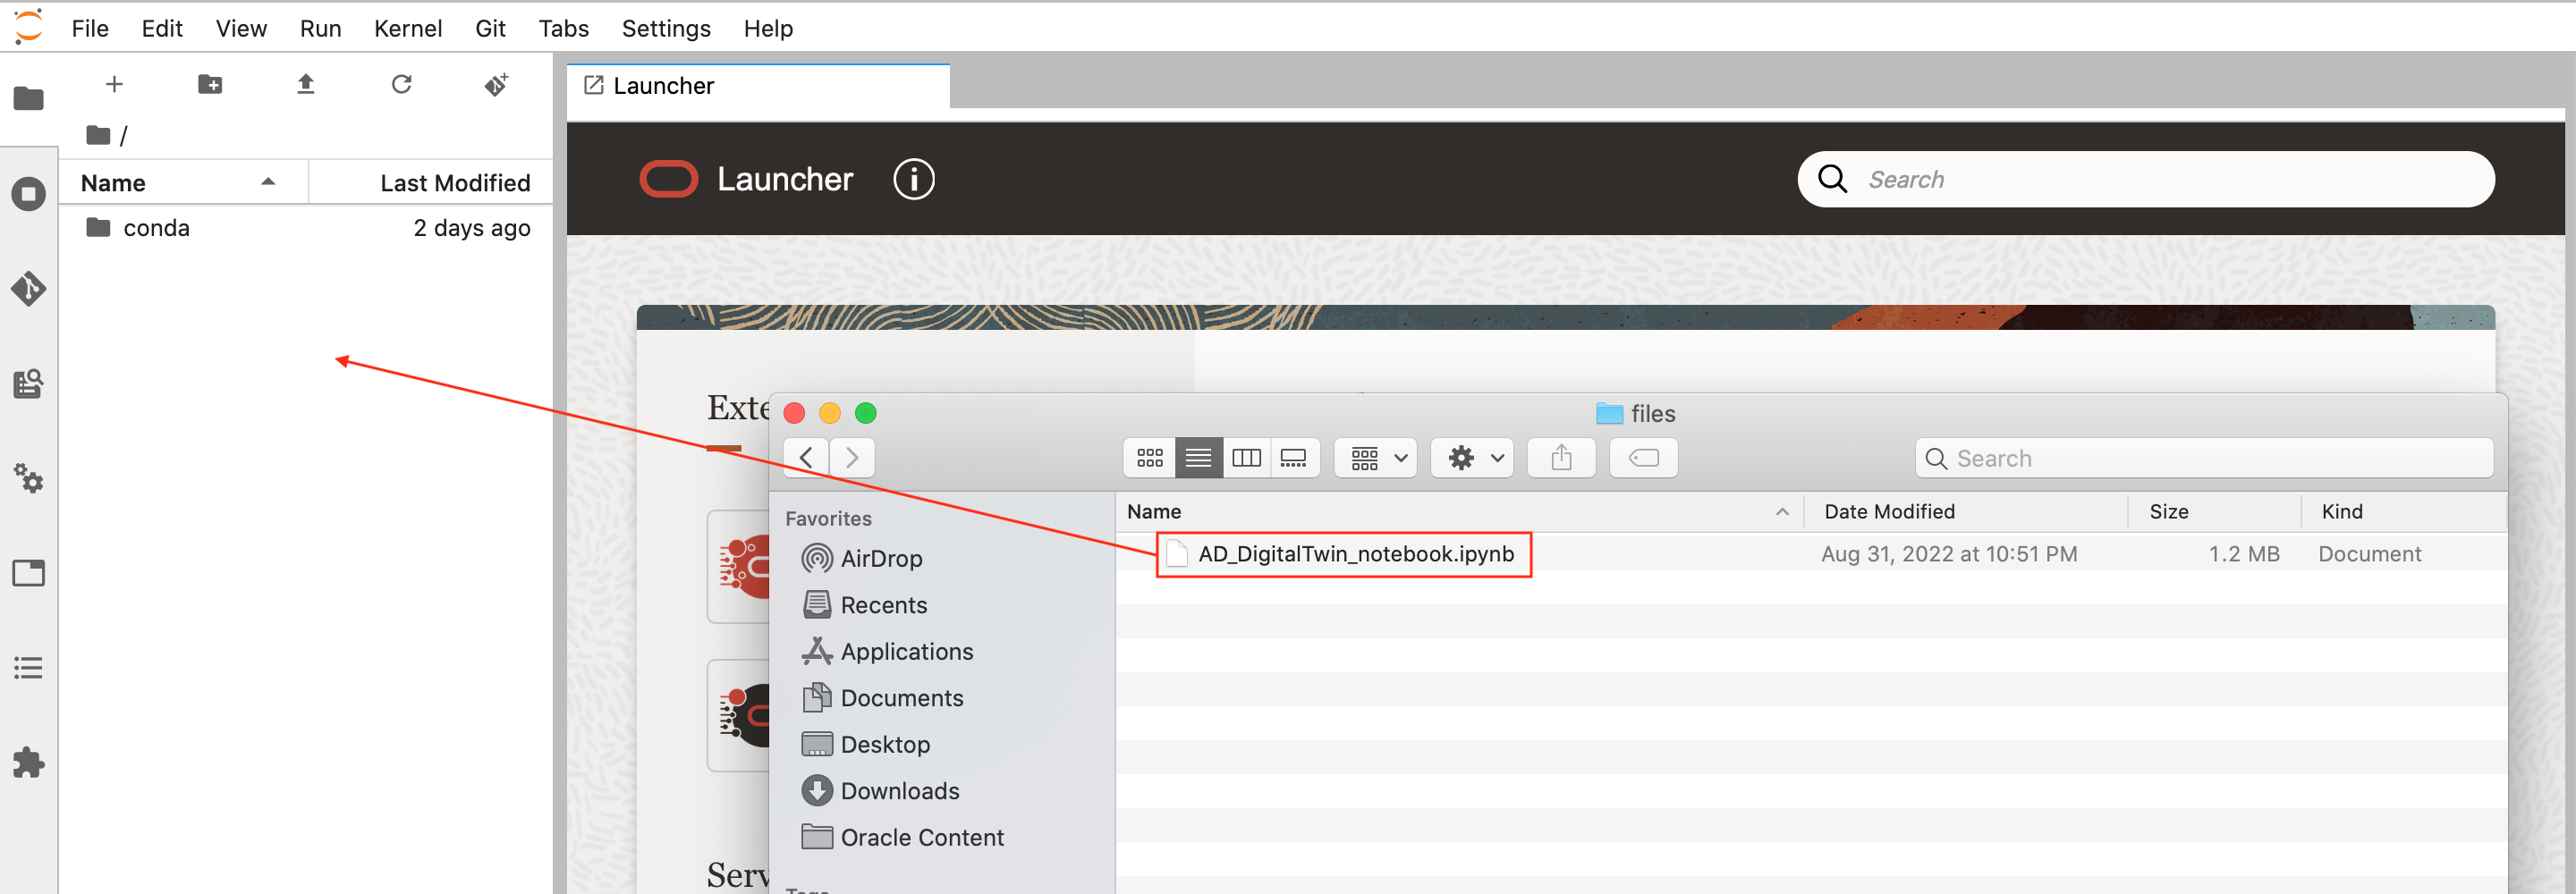 File Edit View Run Kernel Git Tabs Settings Help
Launcher
/
Name Last Modified
conda 2 days ago
Launcher
Search
files
Search
Favorites
AirDrop
Recents
Applications
Documents
Desktop
Downloads
Oracle Content
Name Date Modified Size Kind
AD_DigitalTwin_notebook.ipynb Aug 31, 2022 at 10:51 PM 1.2 MB Document